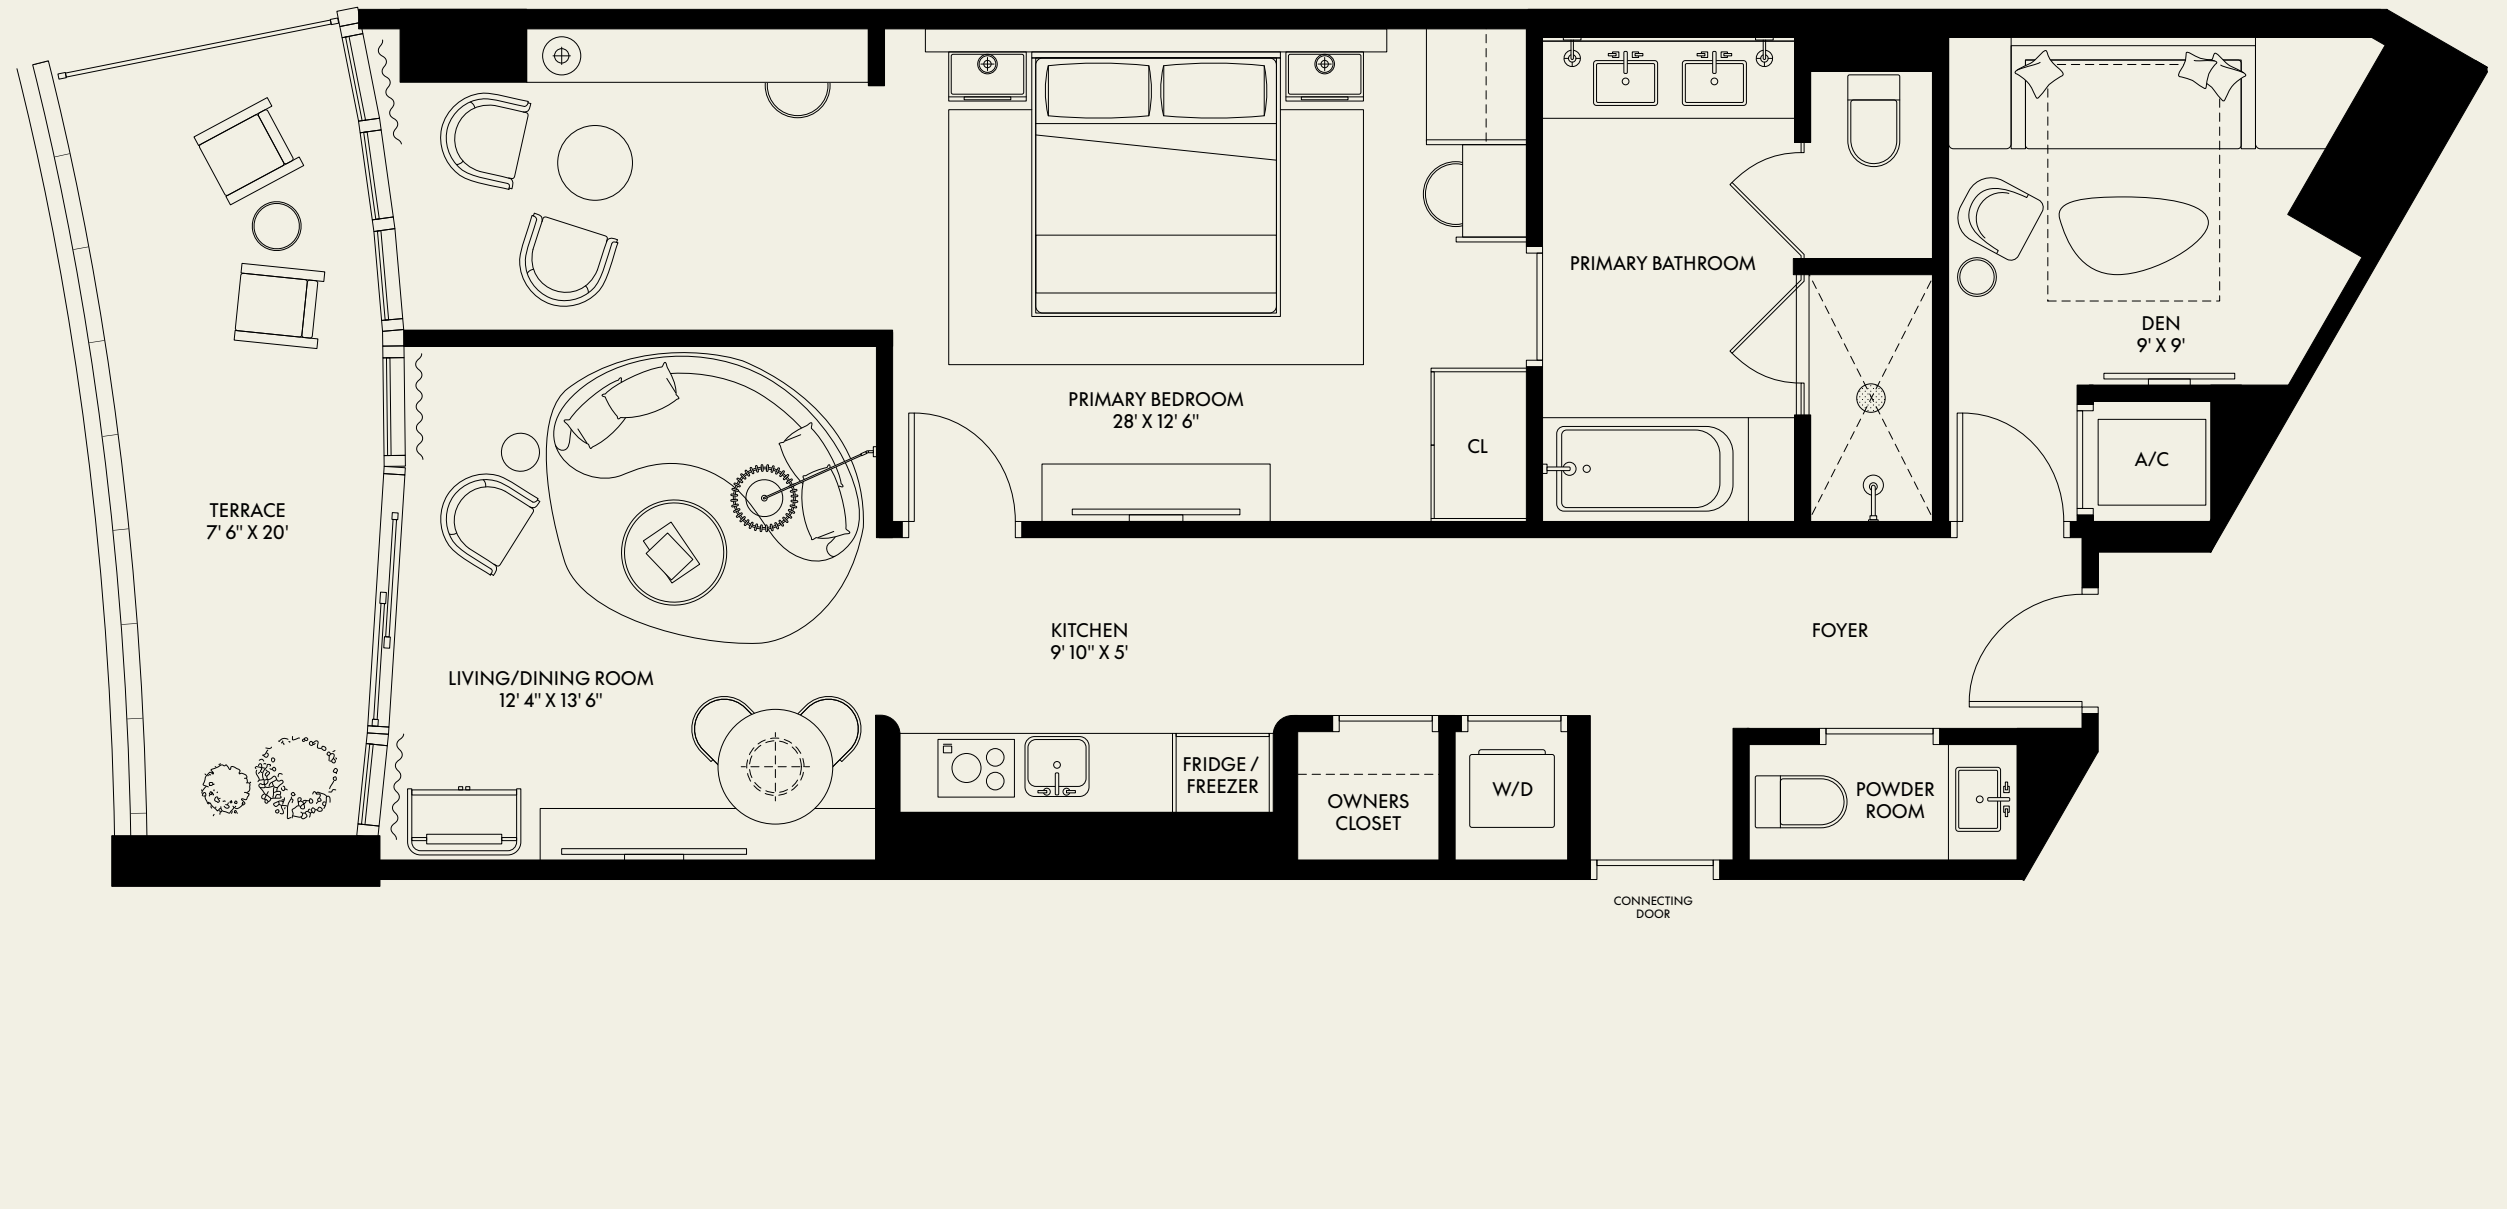 PRIMARY BATHROOM
DEN
9' X 9'
PRIMARY BEDROOM
28' X 12' 6"
CL
A/C
X
TERRACE
7' 6" X 20'
KITCHEN
9' 10" X 5'
FOYER
LIVING/DINING ROOM
12' 4" X 13' 6"
FRIDGE /
FREEZER
OWNERS
CLOSET
W/D
POWDER
ROOM
CONNECTING
DOOR